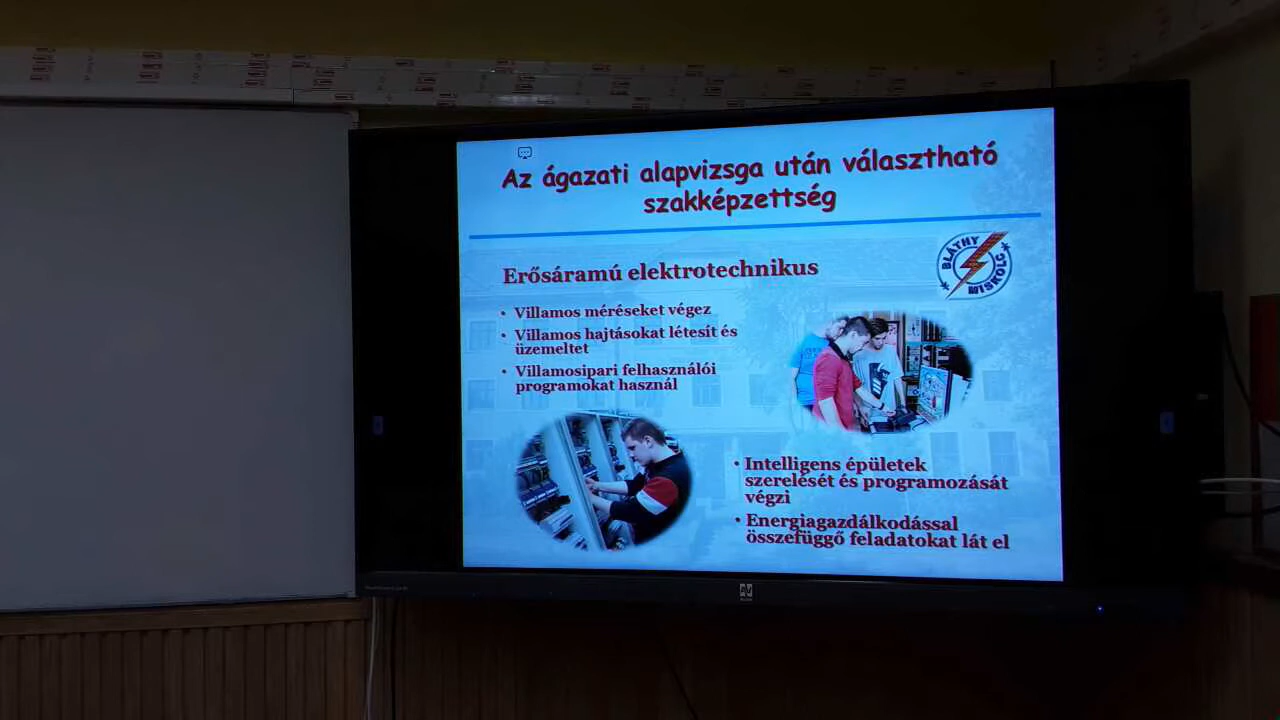 Az ágazati alapvizsga után választható
szakképzettség
BLÁTHY
MISKOLC
Erősáramú elektrotechnikus
• Villamos méréseket végez
• Villamos hajtásokat létesít és
üzemeltet
• Villamosipari felhasználói
programokat használ
• Intelligens épületek
szerelését és programozását
végzi
• Energiagazdálkodással
összefüggő feladatokat lát el